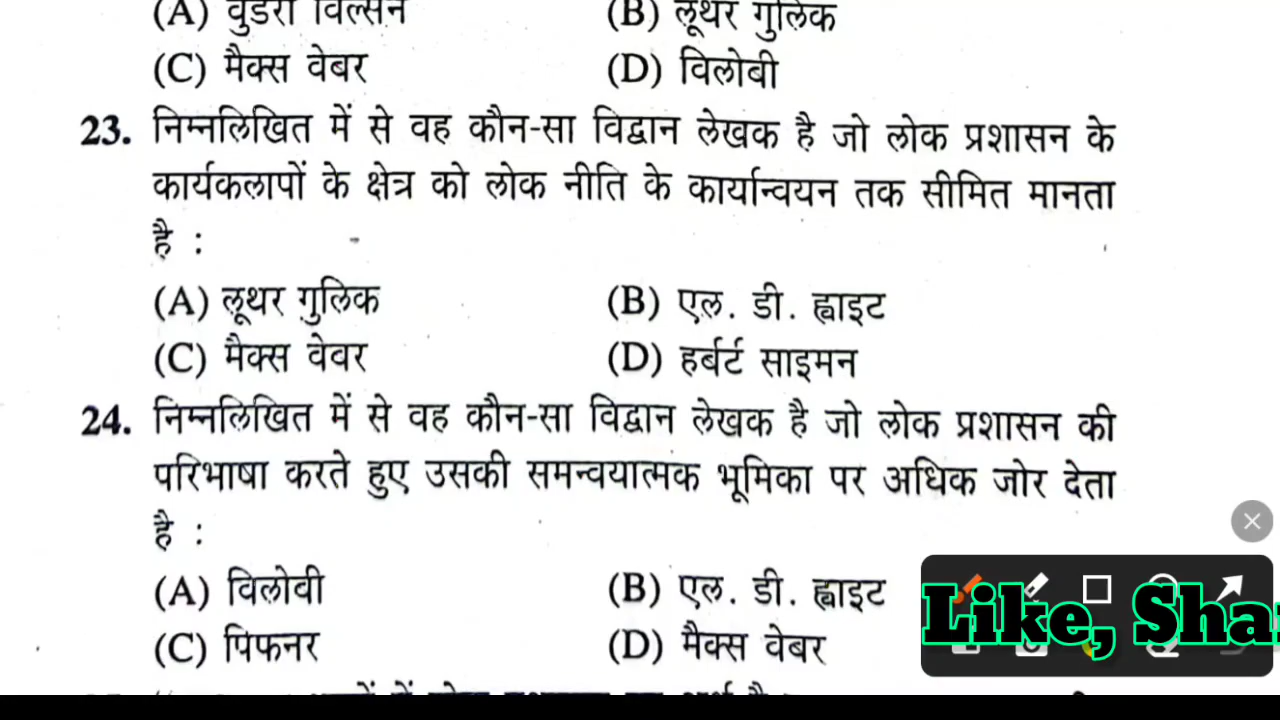 (A) वुडरो विल्सन (B) लूथर गुलिक
(C) मैक्स वेबर (D) विलोबी
23. निम्नलिखित में से वह कौन-सा विद्वान लेखक है जो लोक प्रशासन के
कार्यकलापों के क्षेत्र को लोक नीति के कार्यान्वयन तक सीमित मानता
है :
(A) लूथर गुलिक (B) एल. डी. ह्वाइट
(C) मैक्स वेवर (D) हर्बर्ट साइमन
24. निम्नलिखित में से वह कौन-सा विद्वान लेखक है जो लोक प्रशासन की
परिभाषा करते हुए उसकी समन्वयात्मक भूमिका पर अधिक जोर देता
है :
(A) विलोवी (B) एल. डी. ह्वाइट
(C) पिफनर (D) मैक्स वेबर
Like, Sha